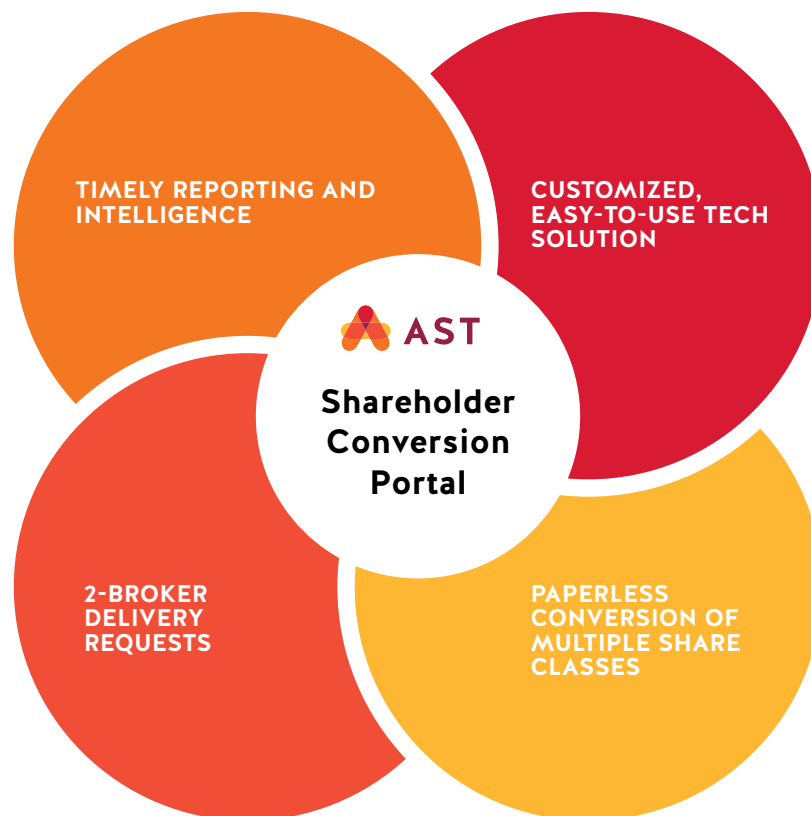 TIMELY REPORTING AND
INTELLIGENCE
CUSTOMIZED,
EASY-TO-USE TECH
SOLUTION
AST
Shareholder
Conversion
Portal
2-BROKER
DELIVERY
REQUESTS
PAPERLESS
CONVERSION OF
MULTIPLE SHARE
CLASSES